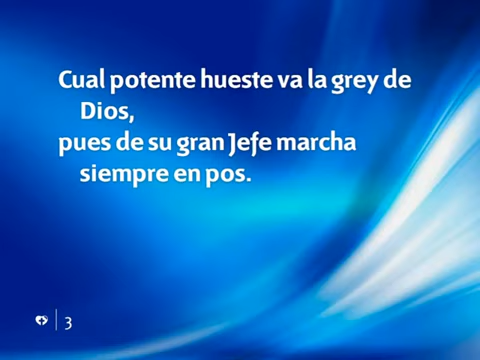 Cual potente hueste va la grey de
Dios,
pues de su gran Jefe marcha
siempre en pos.
3